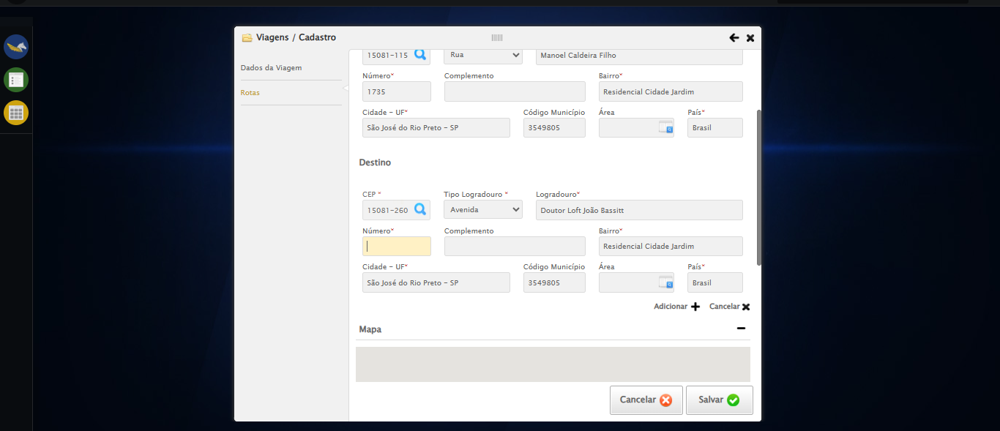 Viagens / Cadastro
Dados da Viagem
Rotas
15081-115 Rua Manoel Caldeira Filho
Número* Complemento Bairro*
1735 Residencial Cidade Jardim
Cidade - UF* Código Município Área País*
São José do Rio Preto - SP 3549805 Brasil
Destino
CEP * Tipo Logradouro * Logradouro*
15081-260 Avenida Doutor Loft João Bassitt
Número* Complemento Bairro*
Residencial Cidade Jardim
Cidade - UF* Código Município Área País*
São José do Rio Preto - SP 3549805 Brasil
Adicionar Cancelar
Mapa
Cancelar Salvar